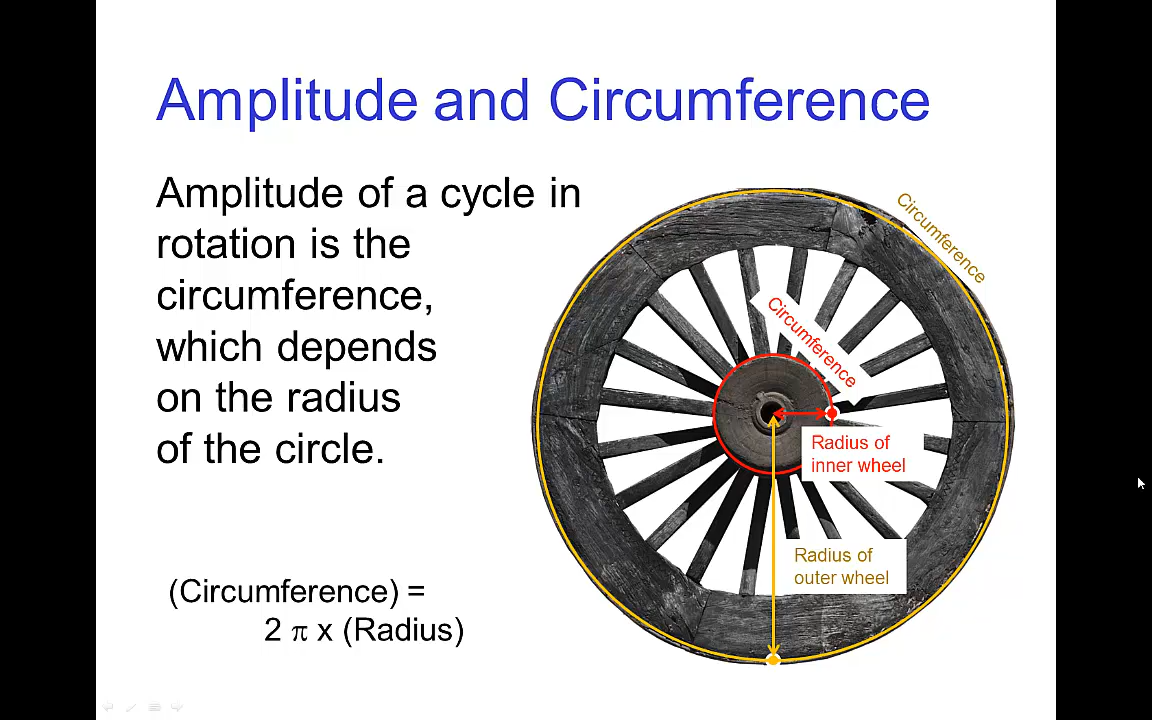 Amplitude and Circumference
Amplitude of a cycle in
rotation is the
circumference,
which depends
on the radius
of the circle.
(Circumference) =
2 π x (Radius)
Circumference
Circumference
Radius of
inner wheel
Radius of
outer wheel